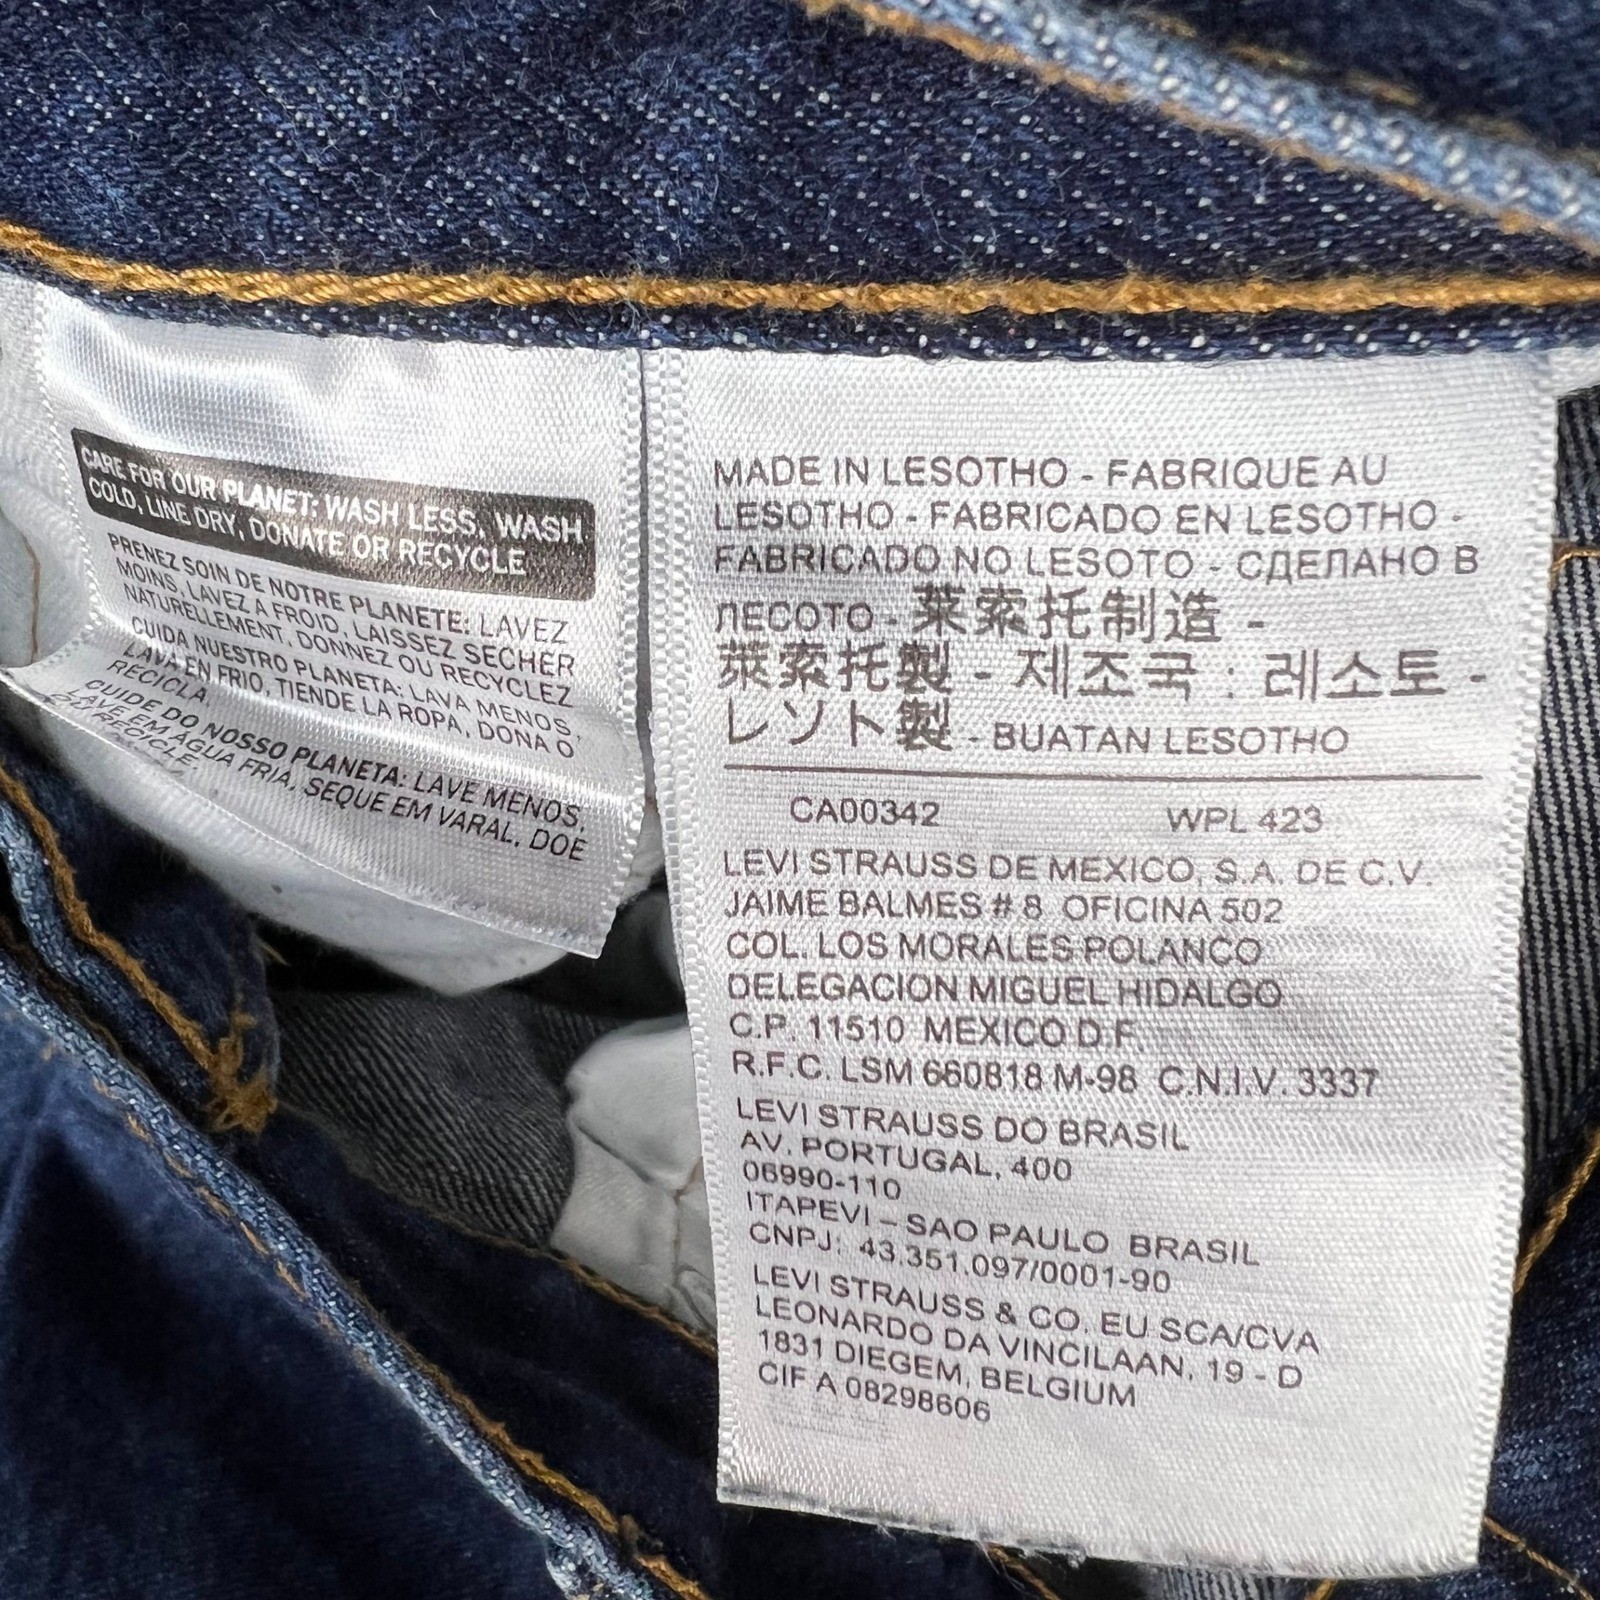 CARE FOR OUR PLANET: WASH LESS, WASH
COLD, LINE DRY, DONATE OR RECYCLE
PRENEZ SOIN DE NOTRE PLANETE: LAVEZ
MOINS, LAVEZ A FROID, LAISSEZ SECHER
NATURELLEMENT, DONNEZ OU RECYCLEZ
CUIDA NUESTRO PLANETA: LAVA MENOS,
LAVA EN FRIO, TIENDE LA ROPA, DONA O
RECICLA.
CUIDE DO NOSSO PLANETA: LAVE MENOS,
LAVE EM ÁGUA FRIA, SEQUE EM VARAL, DOE
OU RECICLE.
MADE IN LESOTHO - FABRIQUE AU
LESOTHO - FABRICADO EN LESOTHO -
FABRICADO NO LESOTO - СДЕЛАНО В
ЛЕСОТО - 莱索托制造 -
萊索托製 - 제조국 : 레소토 -
レソト製 - BUATAN LESOTHO
CA00342 WPL 423
LEVI STRAUSS DE MEXICO, S.A. DE C.V.
JAIME BALMES # 8 OFICINA 502
COL. LOS MORALES POLANCO
DELEGACION MIGUEL HIDALGO
C.P. 11510 MEXICO D.F.
R.F.C. LSM 660818 M-98 C.N.I.V. 3337
LEVI STRAUSS DO BRASIL
AV. PORTUGAL, 400
06990-110
ITAPEVI – SAO PAULO BRASIL
CNPJ: 43.351.097/0001-90
LEVI STRAUSS & CO. EU SCA/CVA
LEONARDO DA VINCILAAN, 19 - D
1831 DIEGEM, BELGIUM
CIF A 08298606